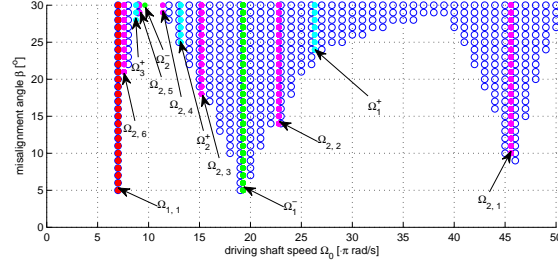 misalignment angle β [°]
30
25
20
15
10
5
0
0 5 10 15 20 25 30 35 40 45 50
driving shaft speed Ω₀ [·π rad/s]
Ω₃⁺
Ω₂⁻
Ω₂, ₅
Ω₂, ₄
Ω₂, ₆
Ω₂⁺
Ω₂, ₃
Ω₁⁺
Ω₂, ₂
Ω₂, ₁
Ω₁, ₁
Ω₁⁻